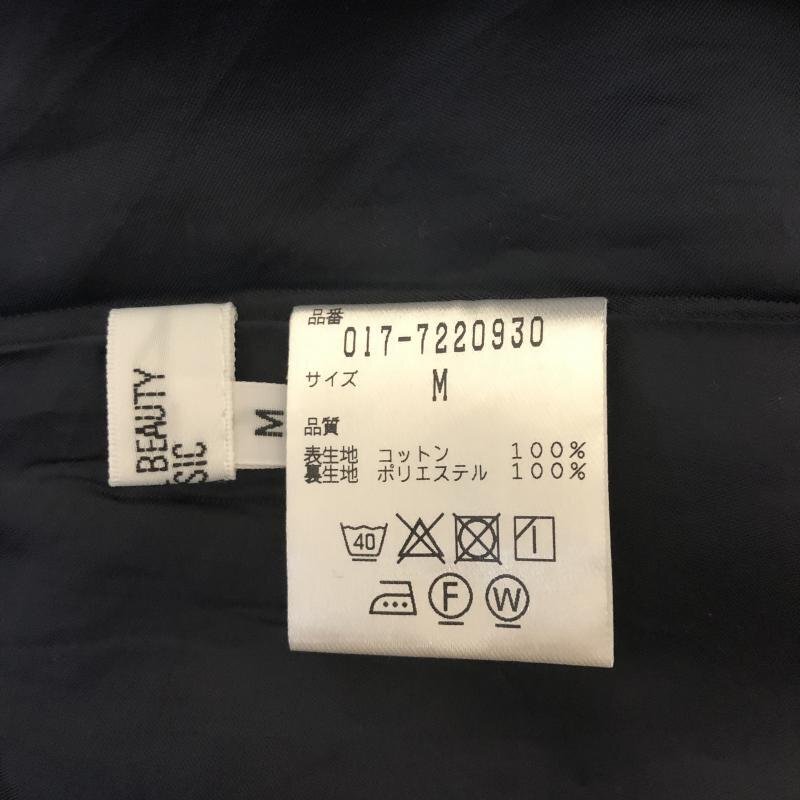 BEAUTY
SIC
M
品番
017-7220930
サイズ
M
品質
表生地 コットン 100%
裏生地 ポリエステル 100%
40
F W